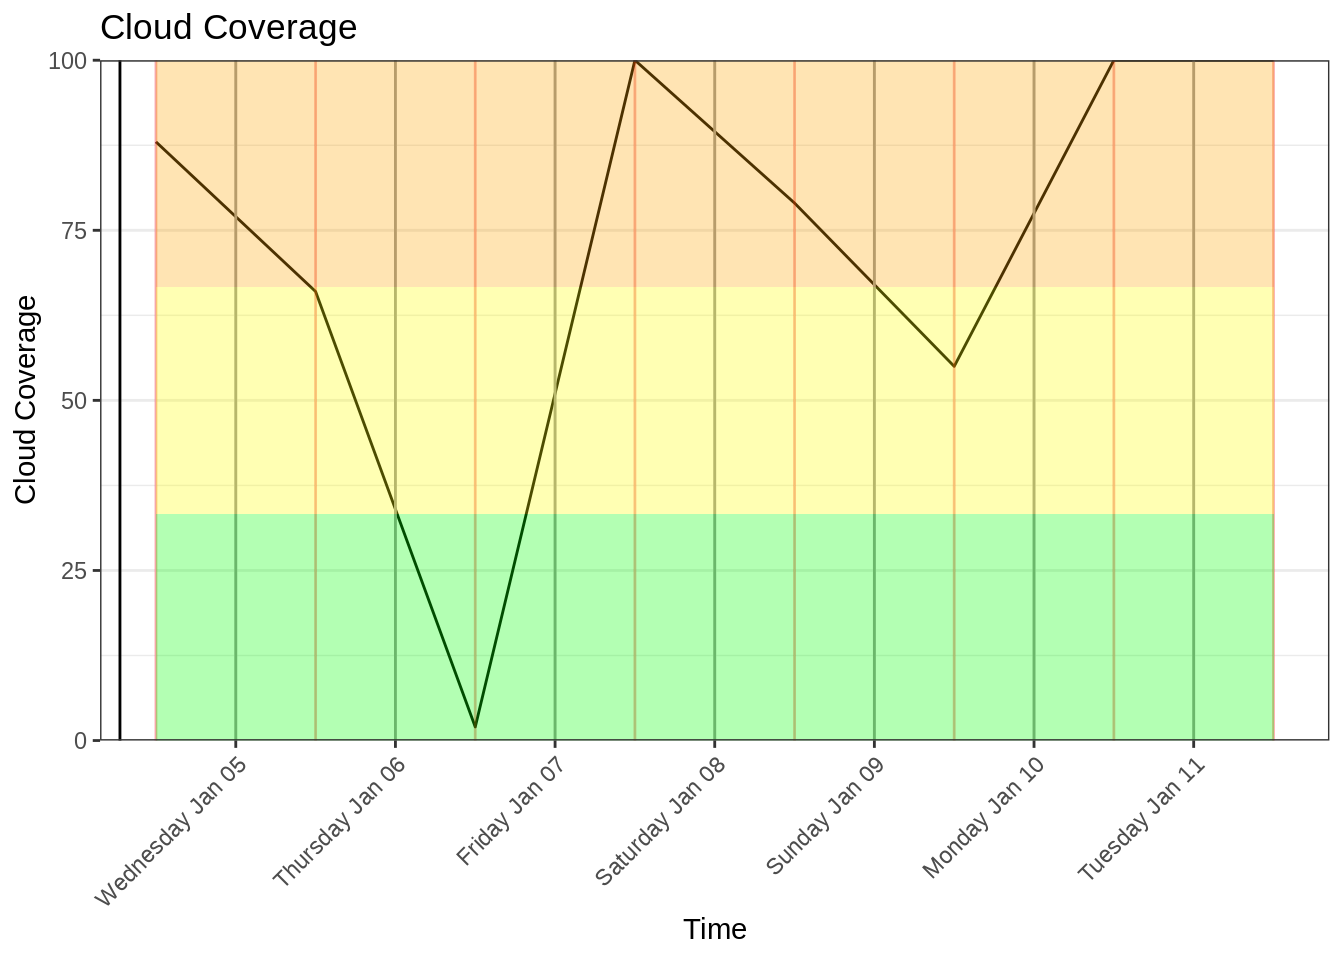 Cloud Coverage
Cloud Coverage
100
75
50
25
0
Wednesday Jan 05
Thursday Jan 06
Friday Jan 07
Saturday Jan 08
Sunday Jan 09
Monday Jan 10
Tuesday Jan 11
Time